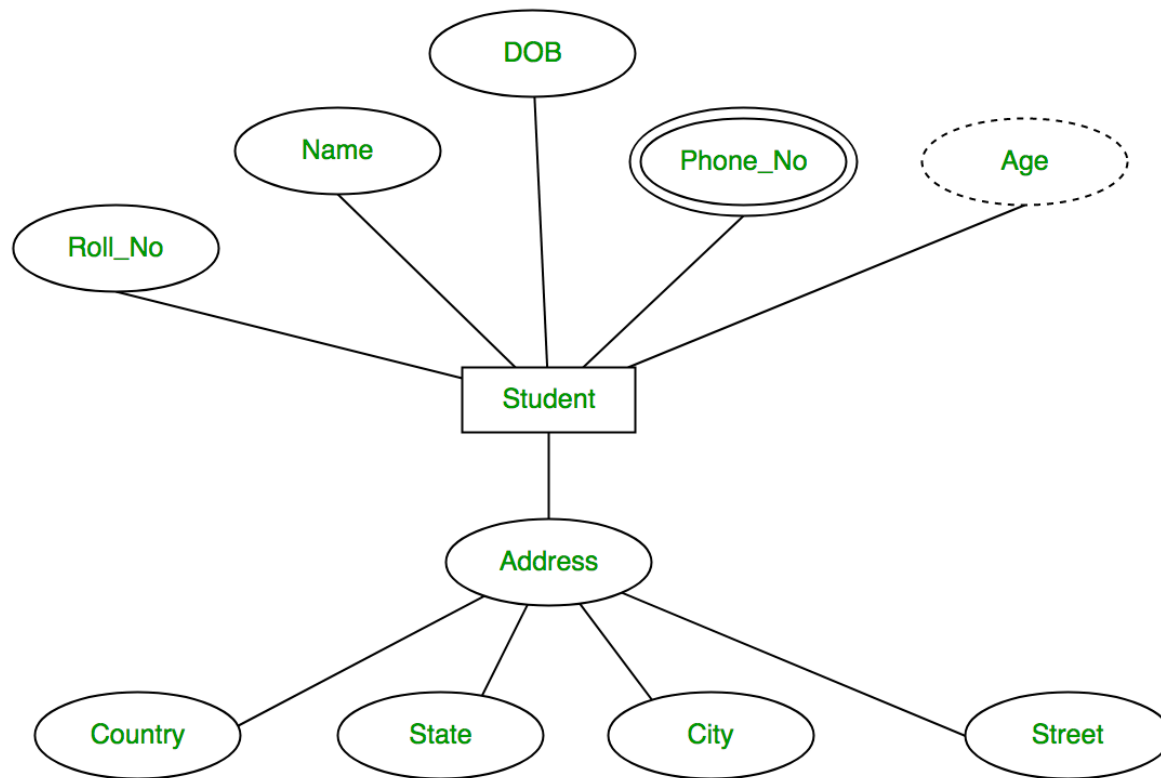 DOB
Name
Phone_No
Age
Roll_No
Student
Address
Country
State
City
Street